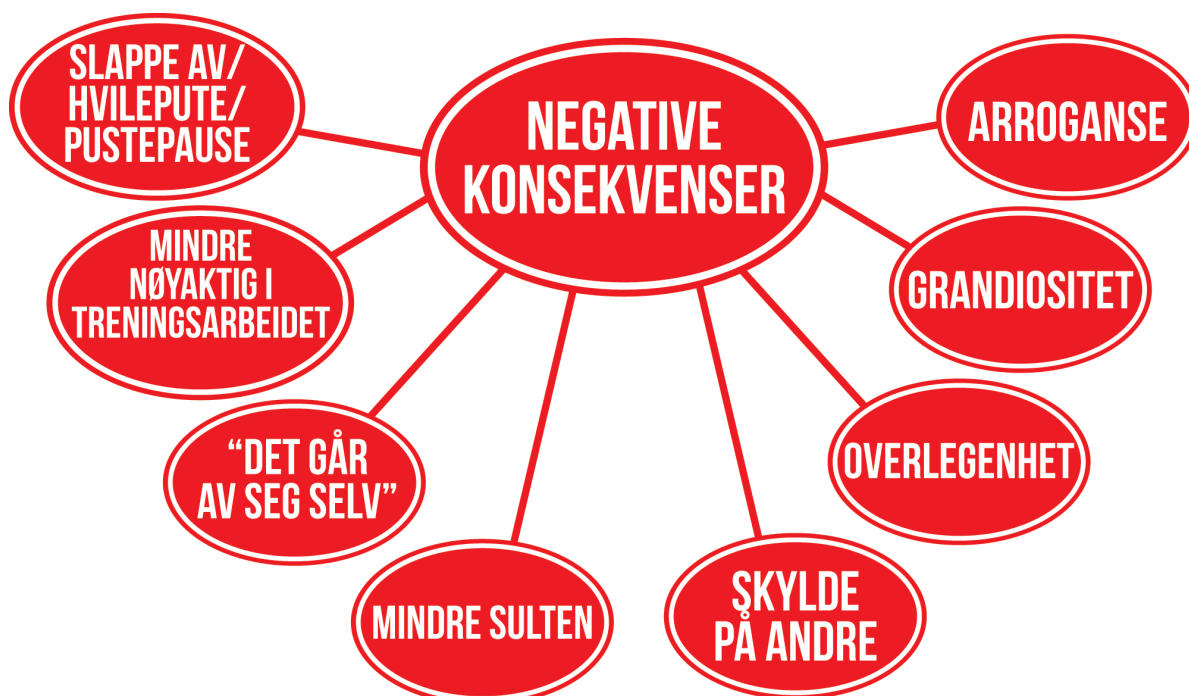 NEGATIVE
KONSEKVENSER
SLAPPE AV/
HVILEPUTE/
PUSTEPAUSE
MINDRE
NØYAKTIG I
TRENINGSARBEIDET
“DET GÅR
AV SEG SELV”
MINDRE SULTEN
SKYLDE
PÅ ANDRE
OVERLEGENHET
GRANDIOSITET
ARROGANSE